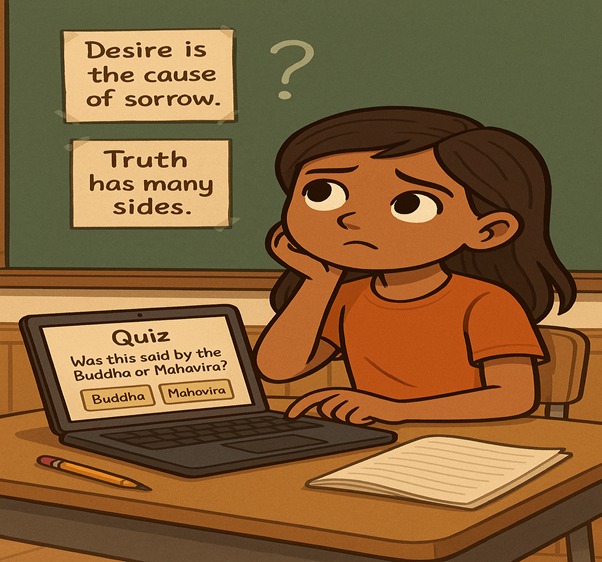 Desire is
the cause
of sorrow.
?
Truth
has many
sides.
Quiz
Was this said by the
Buddha or Mahavira?
Buddha
Mahovira